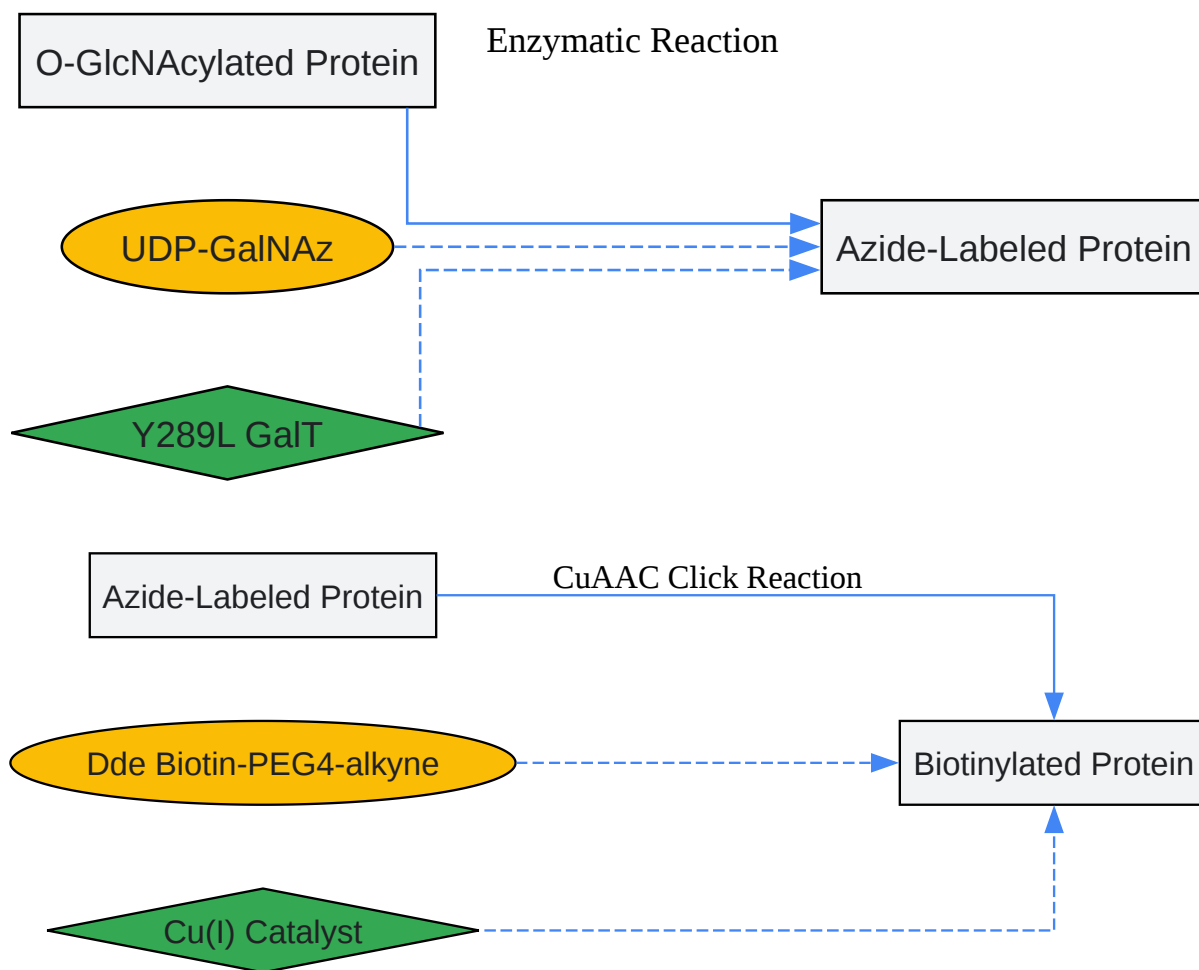 O-GlcNAcylated Protein
Enzymatic Reaction
UDP-GalNAz
Azide-Labeled Protein
Y289L GalT
Azide-Labeled Protein
CuAAC Click Reaction
Dde Biotin-PEG4-alkyne
Biotinylated Protein
Cu(I) Catalyst